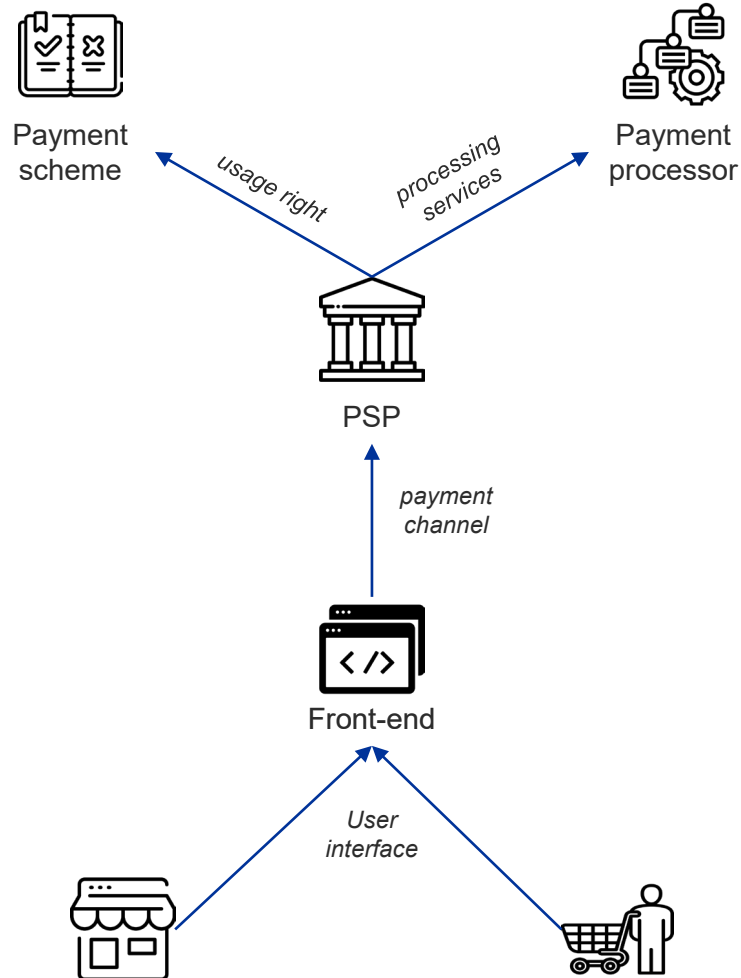 Payment
scheme
Payment
processor
usage right
processing
services
PSP
payment
channel
</>
Front-end
User
interface